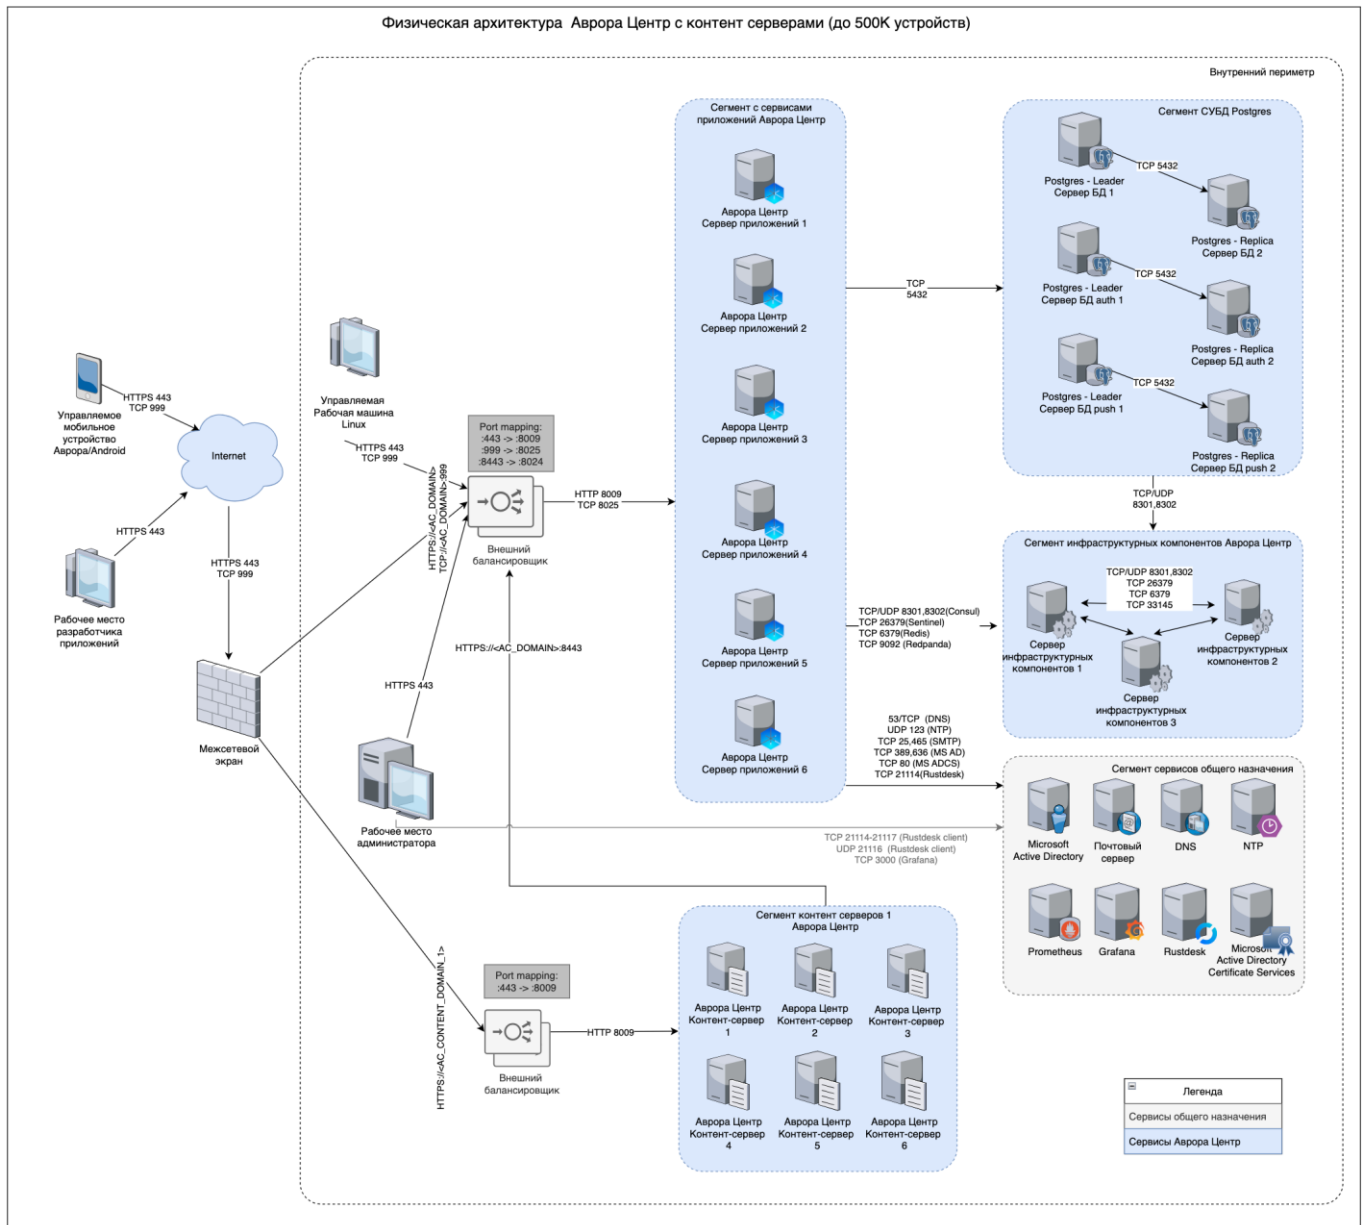 Физическая архитектура Аврора Центр с контент серверами (до 500K устройств)
Внутренний периметр
Управляемое
мобильное
устройство
Аврора/Android
HTTPS 443
TCP 999
Internet
HTTPS 443
Рабочее место
разработчика
приложений
HTTPS 443
TCP 999
Межсетевой
экран
Управляемая
Рабочая машина
Linux
HTTPS 443
TCP 999
Port mapping:
:443 -> :8009
:999 -> :8025
:8443 -> :8024
HTTPS://<AC_DOMAIN>
TCP://<AC_DOMAIN>:999
Внешний
балансировщик
HTTP 8009
TCP 8025
HTTPS://<AC_DOMAIN>:8443
HTTPS 443
Рабочее место
администратора
Сегмент с сервисами
приложений Аврора Центр
Аврора Центр
Сервер приложений 1
Аврора Центр
Сервер приложений 2
Аврора Центр
Сервер приложений 3
Аврора Центр
Сервер приложений 4
Аврора Центр
Сервер приложений 5
Аврора Центр
Сервер приложений 6
TCP
5432
Сегмент СУБД Postgres
Postgres - Leader
Сервер БД 1
TCP 5432
Postgres - Replica
Сервер БД 2
Postgres - Leader
Сервер БД auth 1
TCP 5432
Postgres - Replica
Сервер БД auth 2
Postgres - Leader
Сервер БД push 1
TCP 5432
Postgres - Replica
Сервер БД push 2
TCP/UDP
8301,8302
TCP/UDP 8301,8302(Consul)
TCP 26379(Sentinel)
TCP 6379(Redis)
TCP 9092 (Redpanda)
Сегмент инфраструктурных компонентов Аврора Центр
TCP/UDP 8301,8302
TCP 26379
TCP 6379
TCP 33145
Сервер
инфраструктурных
компонентов 1
Сервер
инфраструктурных
компонентов 2
Сервер
инфраструктурных
компонентов 3
53/TCP (DNS)
UDP 123 (NTP)
TCP 25,465 (SMTP)
TCP 389,636 (MS AD)
TCP 80 (MS ADCS)
TCP 21114(Rustdesk)
TCP 21114-21117 (Rustdesk client)
UDP 21116 (Rustdesk client)
TCP 3000 (Grafana)
Сегмент сервисов общего назначения
Microsoft
Active Directory
Почтовый
сервер
DNS
NTP
Prometheus
Grafana
Rustdesk
Microsoft
Active Directory
Certificate Services
HTTPS://<AC_CONTENT_DOMAIN_1>
Port mapping:
:443 -> :8009
Внешний
балансировщик
HTTP 8009
Сегмент контент серверов 1
Аврора Центр
Аврора Центр
Контент-сервер
1
Аврора Центр
Контент-сервер
2
Аврора Центр
Контент-сервер
3
Аврора Центр
Контент-сервер
4
Аврора Центр
Контент-сервер
5
Аврора Центр
Контент-сервер
6
Легенда
Сервисы общего назначения
Сервисы Аврора Центр